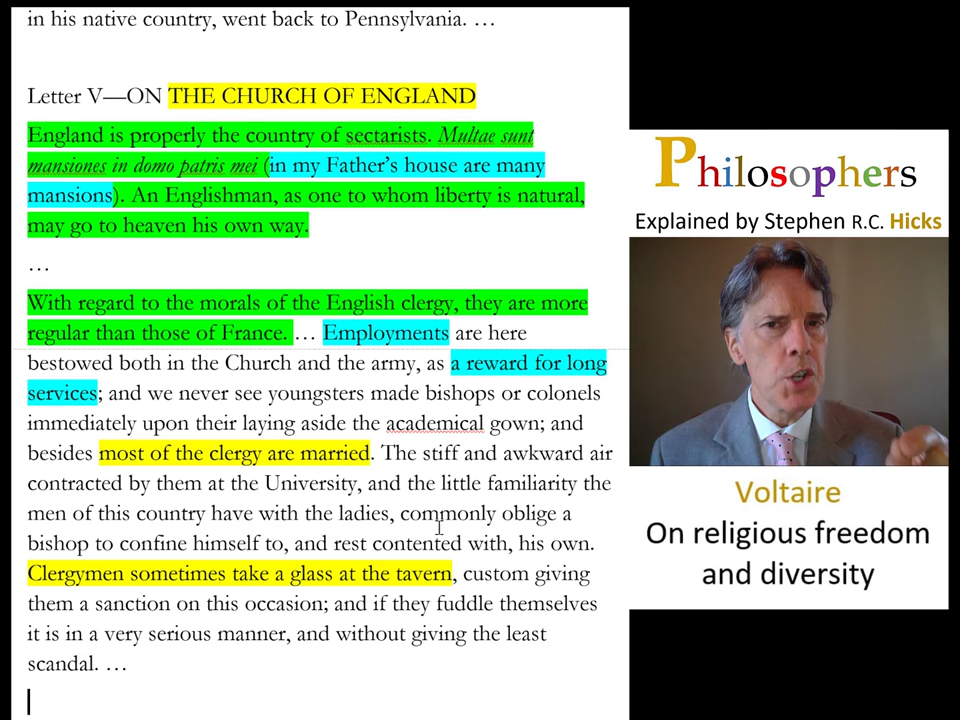 in his native country, went back to Pennsylvania. …
Letter V—ON THE CHURCH OF ENGLAND
England is properly the country of sectarists. Multae sunt
mansiones in domo patris mei (in my Father’s house are many
mansions). An Englishman, as one to whom liberty is natural,
may go to heaven his own way.
…
With regard to the morals of the English clergy, they are more
regular than those of France. … Employments are here
bestowed both in the Church and the army, as a reward for long
services; and we never see youngsters made bishops or colonels
immediately upon their laying aside the academical gown; and
besides most of the clergy are married. The stiff and awkward air
contracted by them at the University, and the little familiarity the
men of this country have with the ladies, commonly oblige a
bishop to confine himself to, and rest contented with, his own.
Clergymen sometimes take a glass at the tavern, custom giving
them a sanction on this occasion; and if they fuddle themselves
it is in a very serious manner, and without giving the least
scandal. …
Philosophers
Explained by Stephen R.C. Hicks
Voltaire
On religious freedom
and diversity